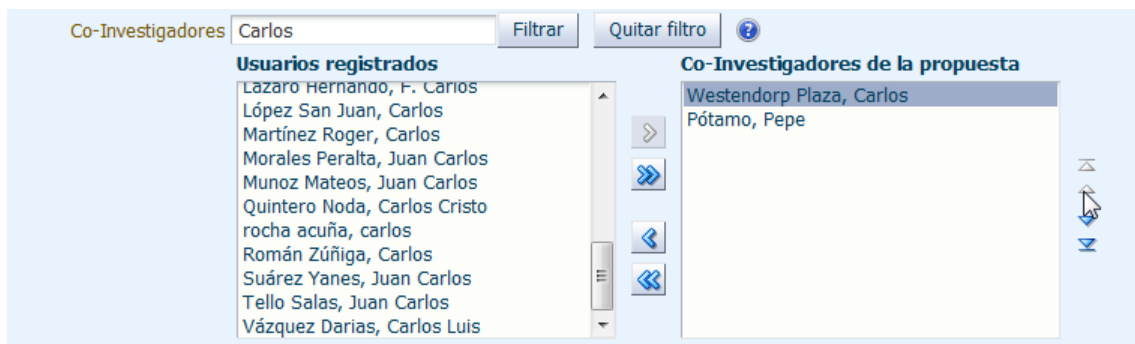 Co-Investigadores Carlos Filtrar Quitar filtro ?
Usuarios registrados
Lázaro Hernando, F. Carlos
López San Juan, Carlos
Martínez Roger, Carlos
Morales Peralta, Juan Carlos
Munoz Mateos, Juan Carlos
Quintero Noda, Carlos Cristo
rocha acuña, carlos
Román Zúñiga, Carlos
Suárez Yanes, Juan Carlos
Tello Salas, Juan Carlos
Vázquez Darias, Carlos Luis
Co-Investigadores de la propuesta
Westendorp Plaza, Carlos
Pótamo, Pepe